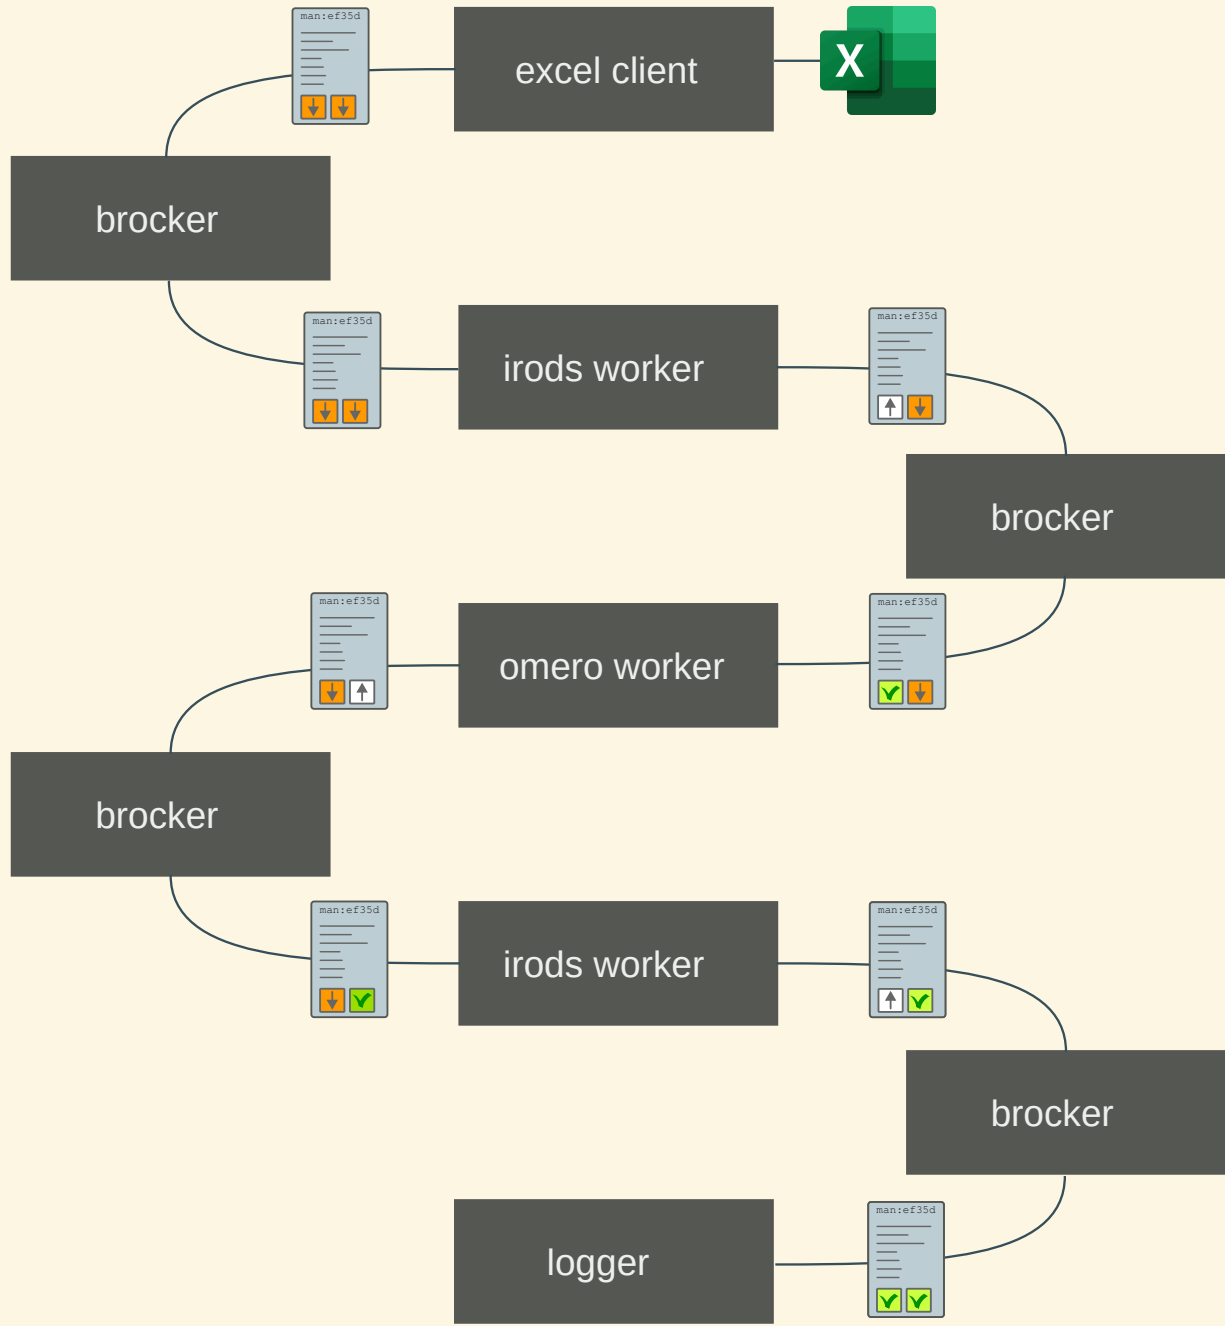 man:ef35d
excel client
X
brocker
man:ef35d
irods worker
man:ef35d
brocker
man:ef35d
omero worker
man:ef35d
brocker
man:ef35d
irods worker
man:ef35d
brocker
logger
man:ef35d